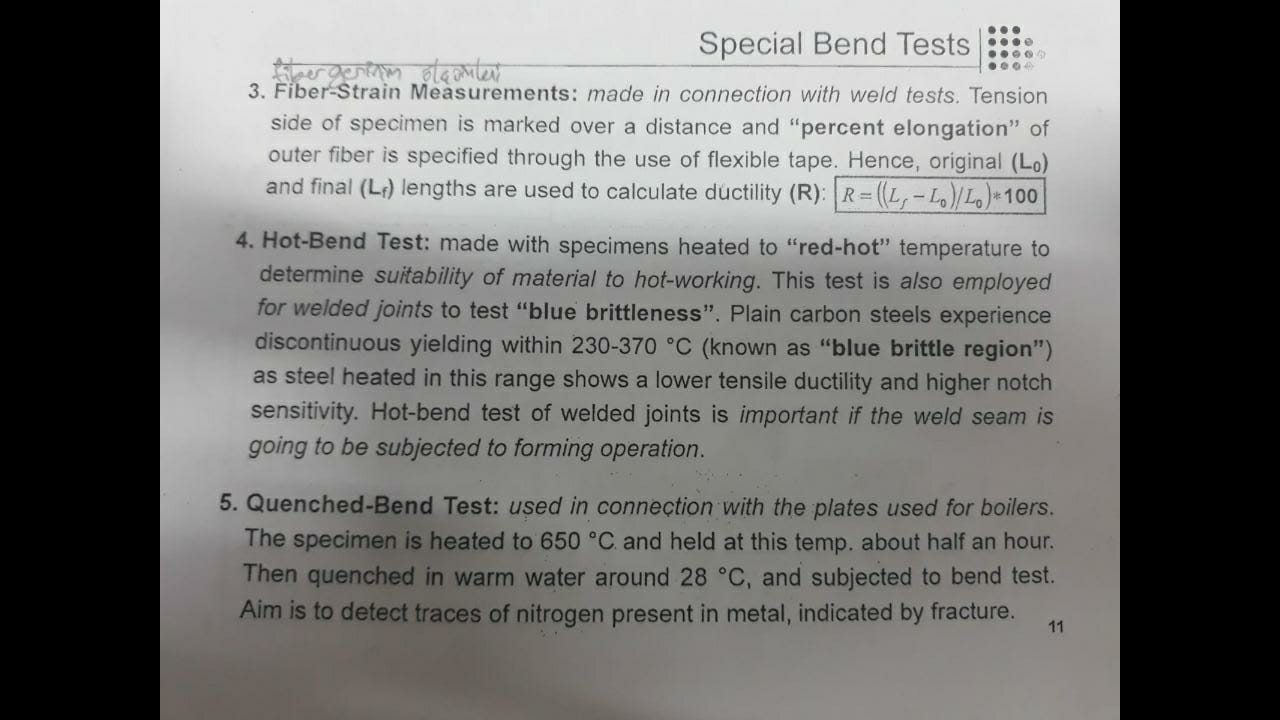 Special Bend Tests
3. Fiber-Strain Measurements: made in connection with weld tests. Tension
side of specimen is marked over a distance and “percent elongation” of
outer fiber is specified through the use of flexible tape. Hence, original (L₀)
and final (Lf) lengths are used to calculate ductility (R): R = ((Lf − L₀)/L₀)*100
4. Hot-Bend Test: made with specimens heated to “red-hot” temperature to
determine suitability of material to hot-working. This test is also employed
for welded joints to test “blue brittleness”. Plain carbon steels experience
discontinuous yielding within 230-370 °C (known as “blue brittle region”)
as steel heated in this range shows a lower tensile ductility and higher notch
sensitivity. Hot-bend test of welded joints is important if the weld seam is
going to be subjected to forming operation.
5. Quenched-Bend Test: used in connection with the plates used for boilers.
The specimen is heated to 650 °C and held at this temp. about half an hour.
Then quenched in warm water around 28 °C, and subjected to bend test.
Aim is to detect traces of nitrogen present in metal, indicated by fracture.
11